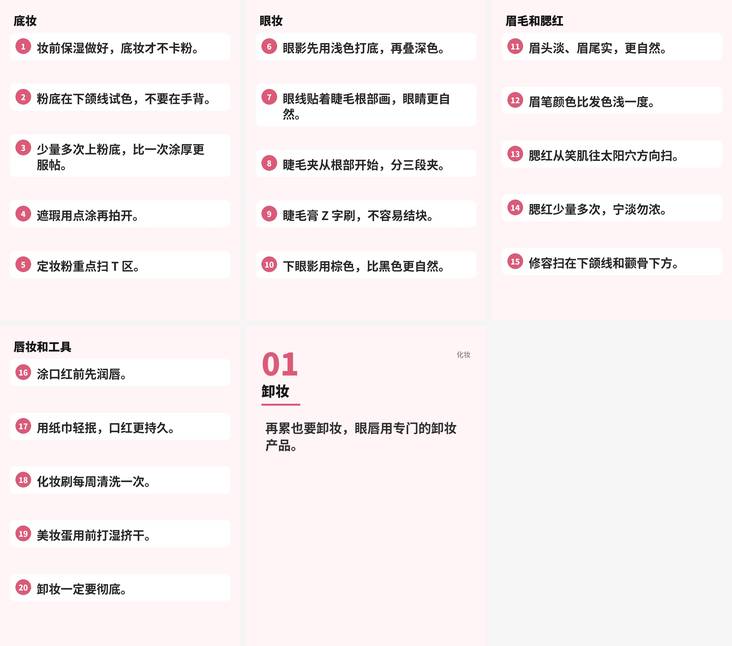 底妆
1 妆前保湿做好，底妆才不卡粉。
2 粉底在下颌线试色，不要在手背。
3 少量多次上粉底，比一次涂厚更
服帖。
4 遮瑕用点涂再拍开。
5 定妆粉重点扫 T 区。
眼妆
6 眼影先用浅色打底，再叠深色。
7 眼线贴着睫毛根部画，眼睛更自
然。
8 睫毛夹从根部开始，分三段夹。
9 睫毛膏 Z 字刷，不容易结块。
10 下眼影用棕色，比黑色更自然。
眉毛和腮红
11 眉头淡、眉尾实，更自然。
12 眉笔颜色比发色浅一度。
13 腮红从笑肌往太阳穴方向扫。
14 腮红少量多次，宁淡勿浓。
15 修容扫在下颌线和颧骨下方。
唇妆和工具
16 涂口红前先润唇。
17 用纸巾轻抿，口红更持久。
18 化妆刷每周清洗一次。
19 美妆蛋用前打湿挤干。
20 卸妆一定要彻底。
化妆
01
卸妆
再累也要卸妆，眼唇用专门的卸妆
产品。